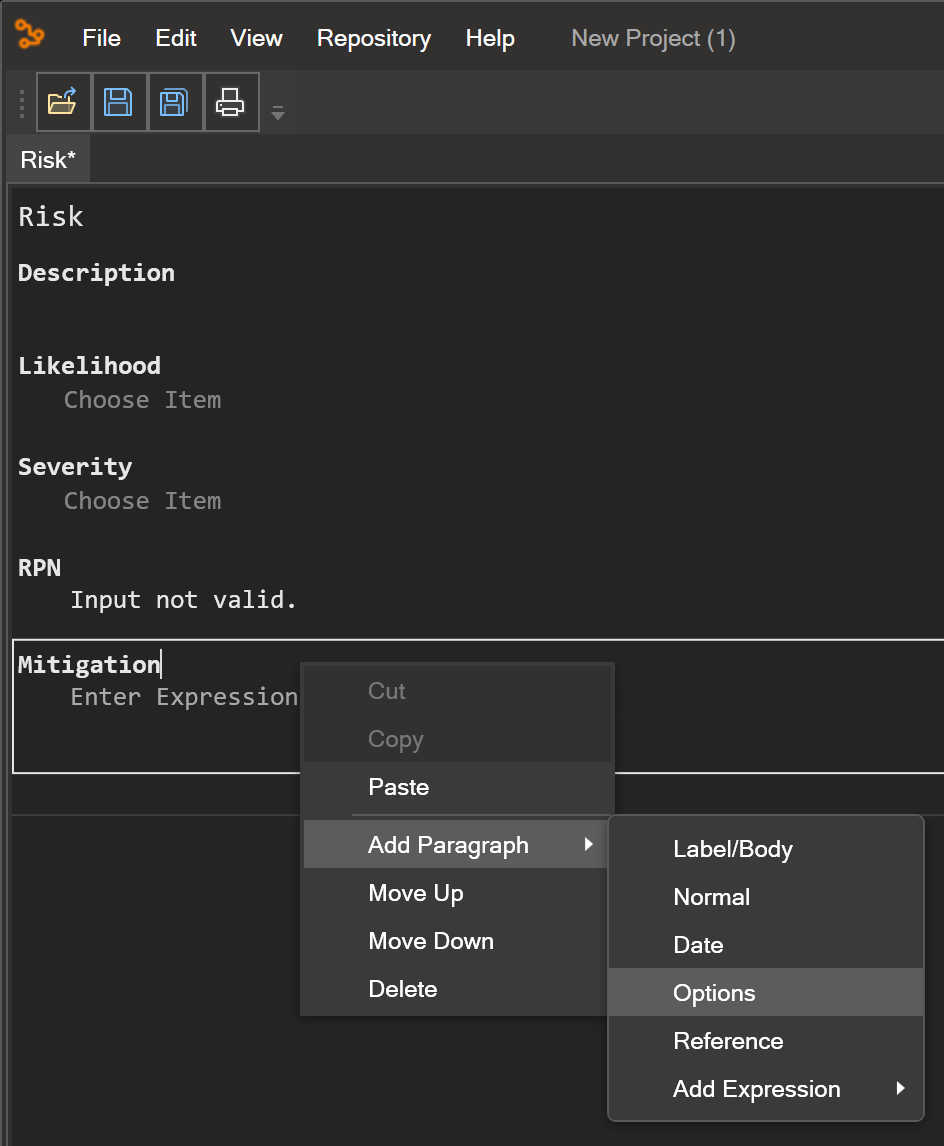 File Edit View Repository Help New Project (1)
Risk*
Risk
Description
Likelihood
Choose Item
Severity
Choose Item
RPN
Input not valid.
Mitigation
Enter Expression
Cut
Copy
Paste
Add Paragraph
Move Up
Move Down
Delete
Label/Body
Normal
Date
Options
Reference
Add Expression